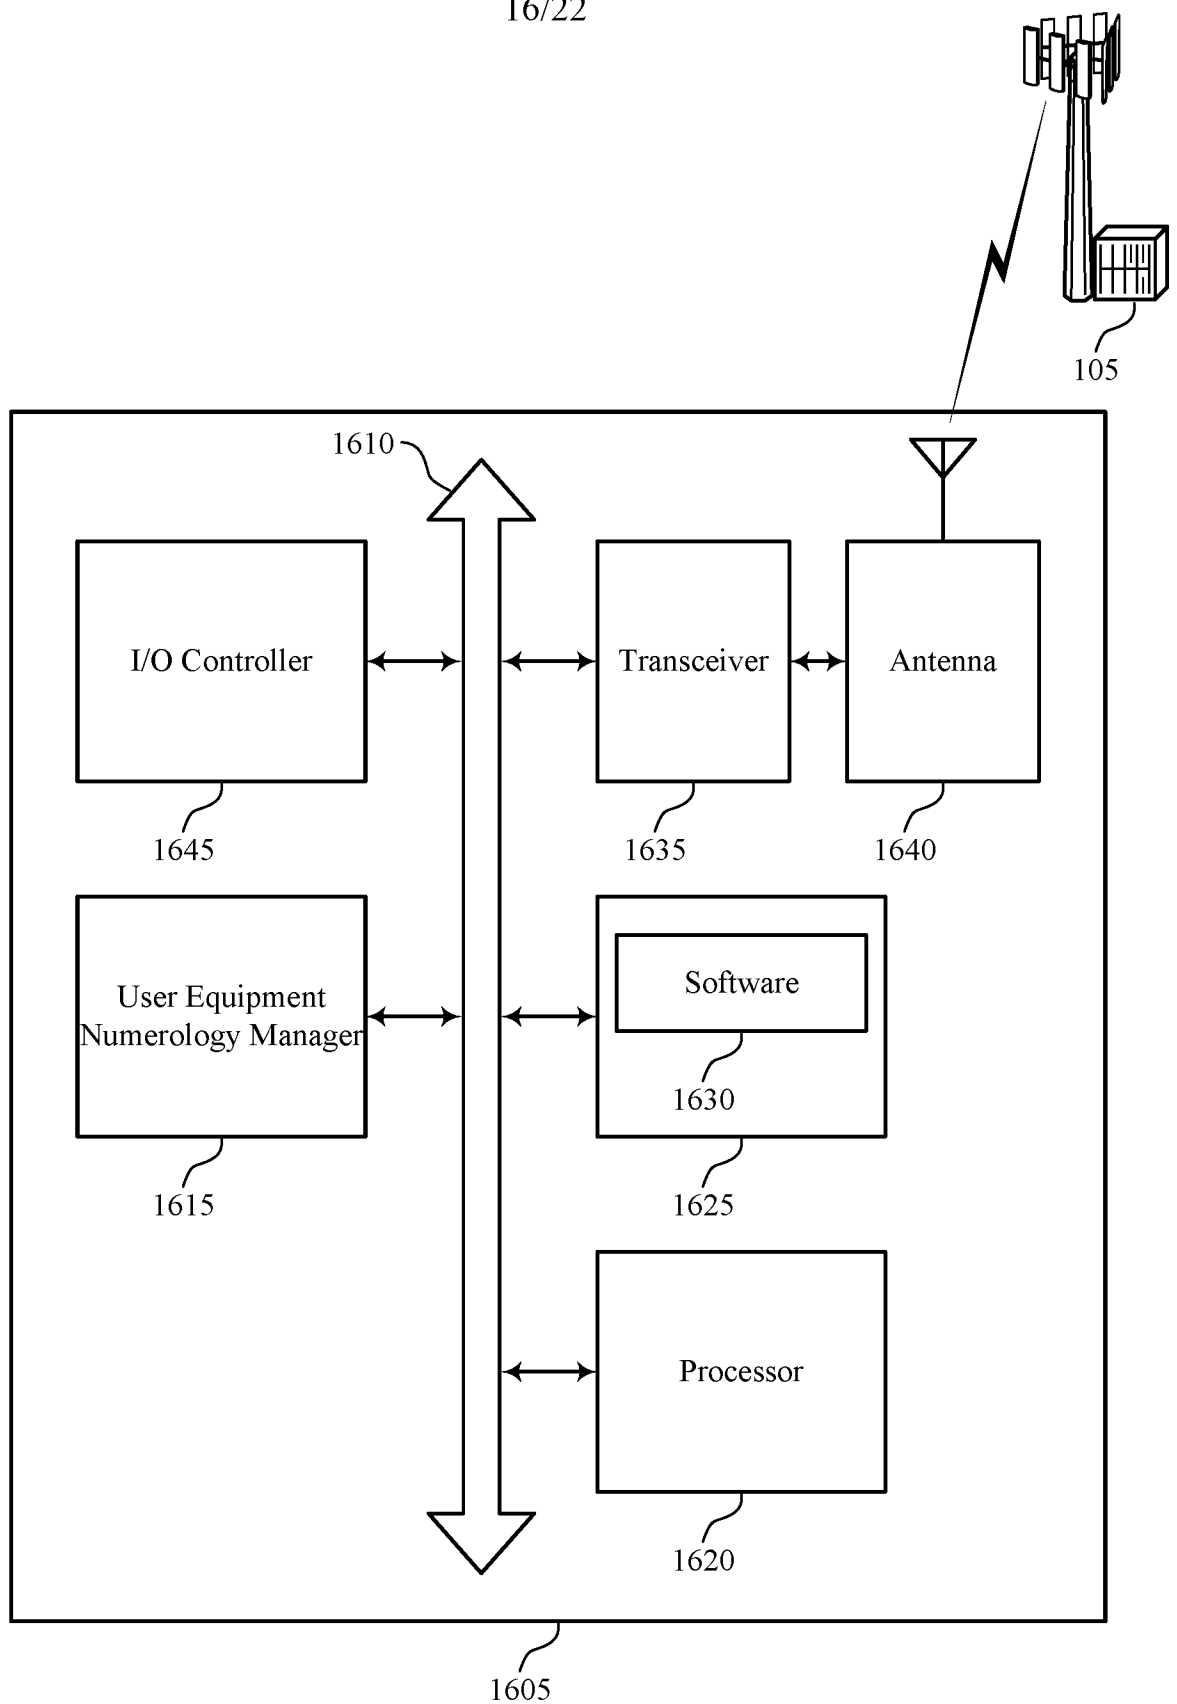 16/22
105
1610
I/O Controller
Transceiver
Antenna
1645
1635
1640
User Equipment
Numerology Manager
Software
1630
1615
1625
Processor
1620
1605